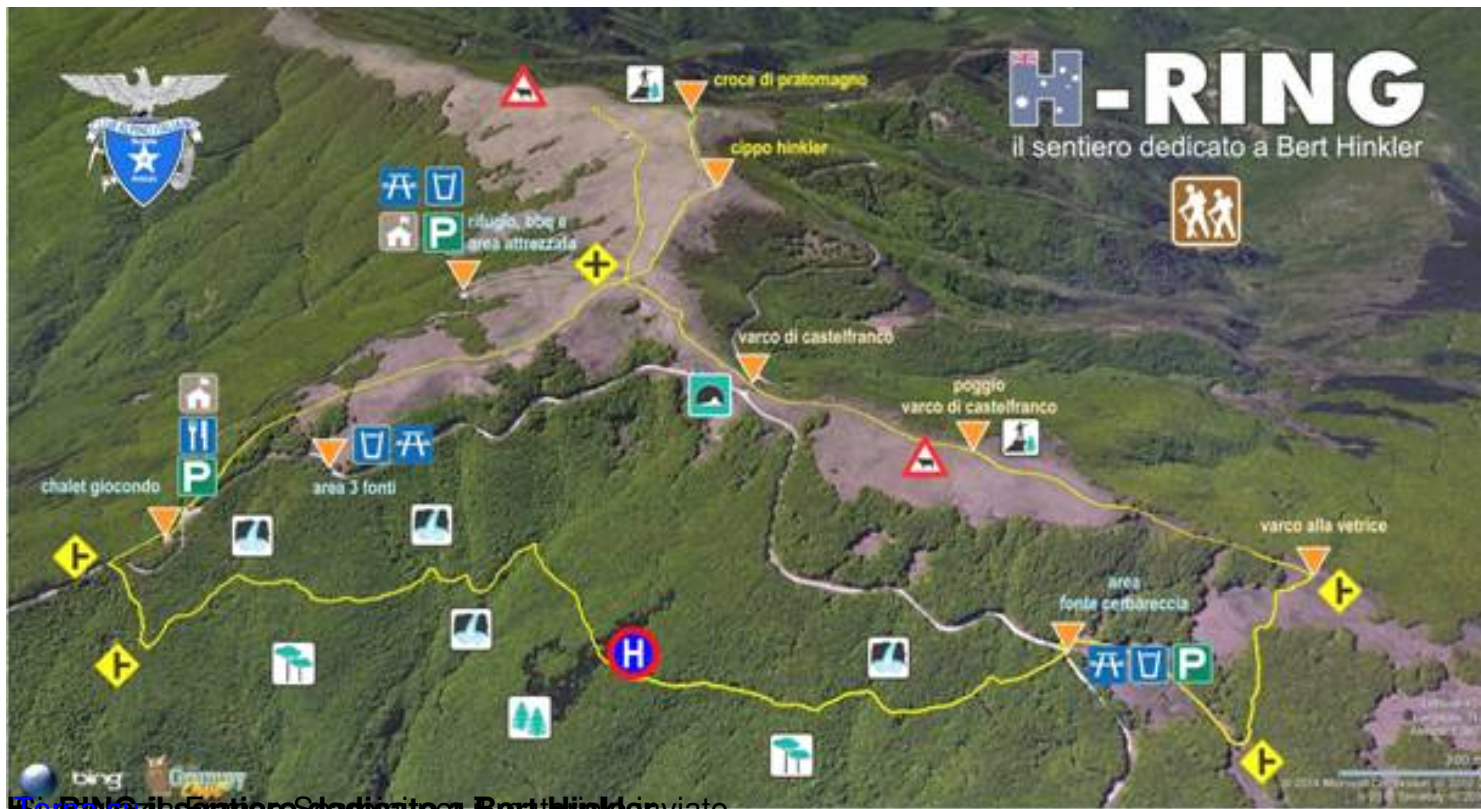 H-RING
il sentiero dedicato a Bert Hinkler
croce di pratomagno
cippo hinkler
rifugio, bbq e
area attrezzata
P
varco di castelfranco
poggio
varco di castelfranco
P
chalet giocondo
area 3 fonti
varco alla vetrice
area
fonte cerbareccia
P
H
bing
300